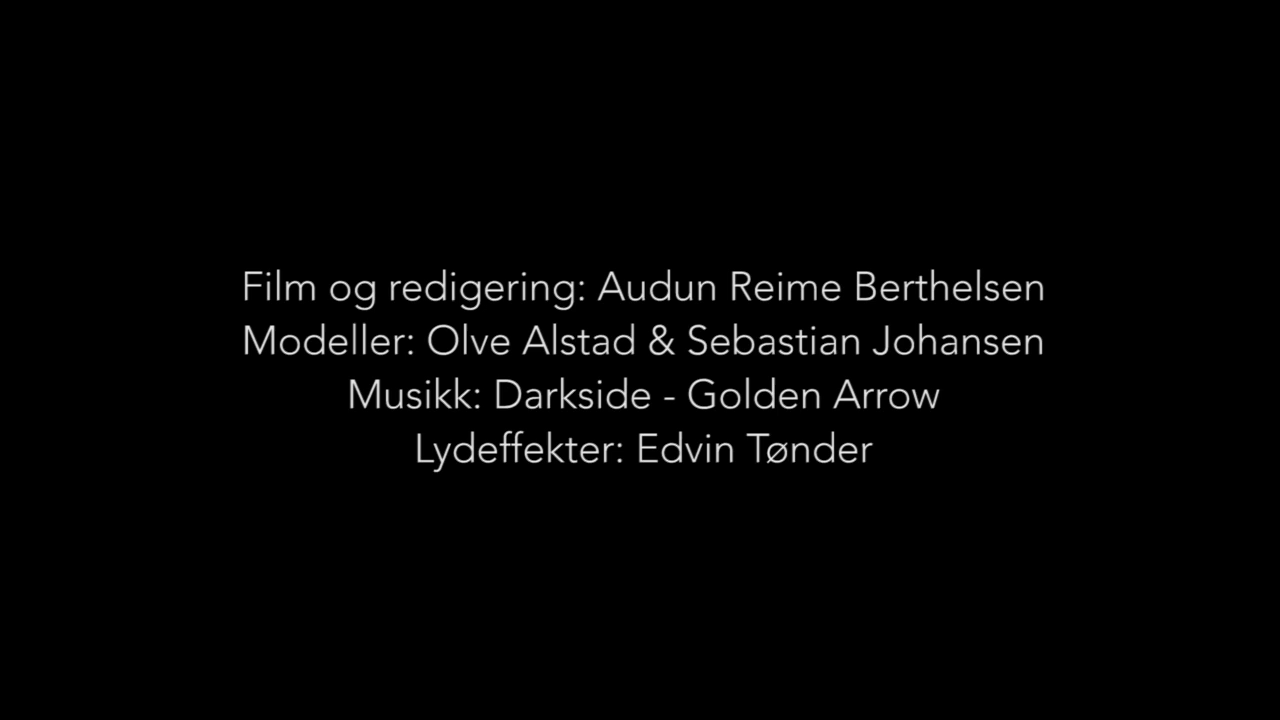 Film og redigering: Audun Reime Berthelsen
Modeller: Olve Alstad & Sebastian Johansen
Musikk: Darkside - Golden Arrow
Lydeffekter: Edvin Tønder